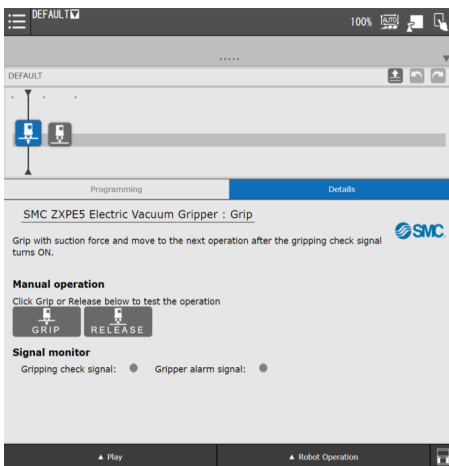 DEFAULT
100%
AUTO
DEFAULT
Programming
Details
SMC ZXPE5 Electric Vacuum Gripper : Grip
SMC.
Grip with suction force and move to the next operation after the gripping check signal
turns ON.
Manual operation
Click Grip or Release below to test the operation
GRIP
RELEASE
Signal monitor
Gripping check signal:
Gripper alarm signal:
▲ Play
▲ Robot Operation